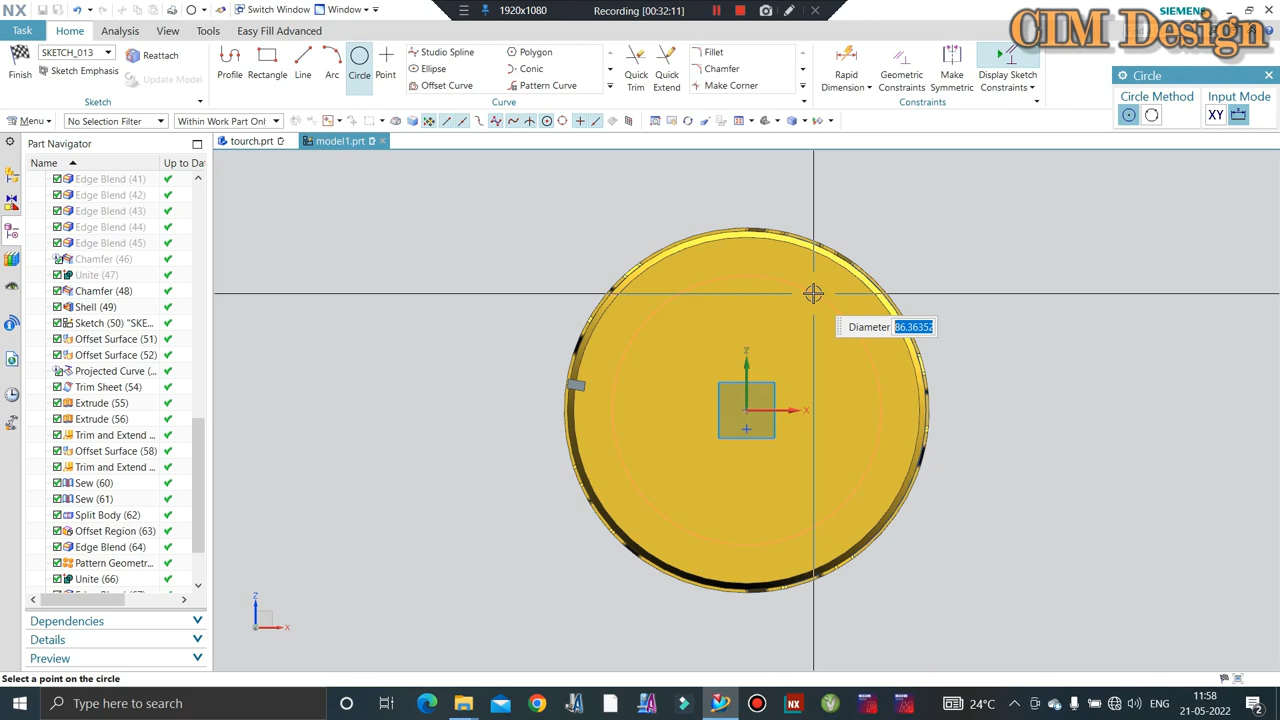 NX
Switch Window
Window
1920x1080
Recording [00:32:11]
SIEMENS
CIM Design
Task
Home
Analysis
View
Tools
Easy Fill Advanced
SKETCH_013
Reattach
Sketch Emphasis
Update Model
Finish
Sketch
Profile
Rectangle
Line
Arc
Circle
Point
Studio Spline
Ellipse
Offset Curve
Polygon
Conic
Pattern Curve
Quick
Trim
Quick
Extend
Fillet
Chamfer
Make Corner
Curve
Rapid
Dimension
Geometric
Constraints
Make
Symmetric
Display Sketch
Constraints
Constraints
Circle
Circle Method
Input Mode
XY
Menu
No Selection Filter
Within Work Part Only
tourch.prt
model1.prt
Part Navigator
Name
Up to Dat
Edge Blend (41)
Edge Blend (42)
Edge Blend (43)
Edge Blend (44)
Edge Blend (45)
Chamfer (46)
Unite (47)
Chamfer (48)
Shell (49)
Sketch (50) "SKE...
Offset Surface (51)
Offset Surface (52)
Projected Curve (...
Trim Sheet (54)
Extrude (55)
Extrude (56)
Trim and Extend ...
Offset Surface (58)
Trim and Extend ...
Sew (60)
Sew (61)
Split Body (62)
Offset Region (63)
Edge Blend (64)
Pattern Geometr...
Unite (66)
Dependencies
Details
Preview
Diameter 86.36352
X
Z
X
Select a point on the circle
Type here to search
24°C
11:58
21-05-2022
2